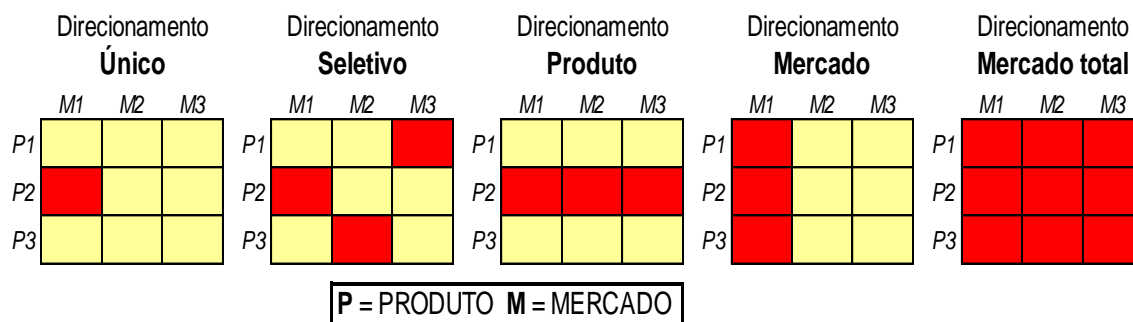 Direcionamento Direcionamento Direcionamento Direcionamento Direcionamento
Único Seletivo Produto Mercado Mercado total
M1 M2 M3 M1 M2 M3 M1 M2 M3 M1 M2 M3 M1 M2 M3
P1 P1 P1 P1 P1
P2 P2 P2 P2 P2
P3 P3 P3 P3 P3
P = PRODUTO M = MERCADO